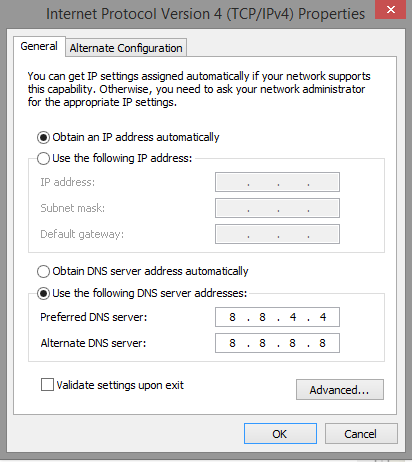 Internet Protocol Version 4 (TCP/IPv4) Properties
General
Alternate Configuration
You can get IP settings assigned automatically if your network supports
this capability. Otherwise, you need to ask your network administrator
for the appropriate IP settings.
Obtain an IP address automatically
Use the following IP address:
IP address:
. . .
Subnet mask:
. . .
Default gateway:
. . .
Obtain DNS server address automatically
Use the following DNS server addresses:
Preferred DNS server:
8 . 8 . 4 . 4
Alternate DNS server:
8 . 8 . 8 . 8
Validate settings upon exit
Advanced...
OK
Cancel